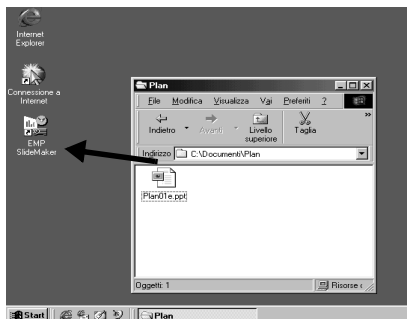 Internet
Explorer
Connessione a
Internet
EMP
SlideMaker
Plan
File Modifica Visualizza Vai Preferiti ?
Indietro Avanti Livello
superiore Taglia »
Indirizzo C:\Documenti\Plan
Plan01e.ppt
Oggetti: 1 Risorse
Start Plan